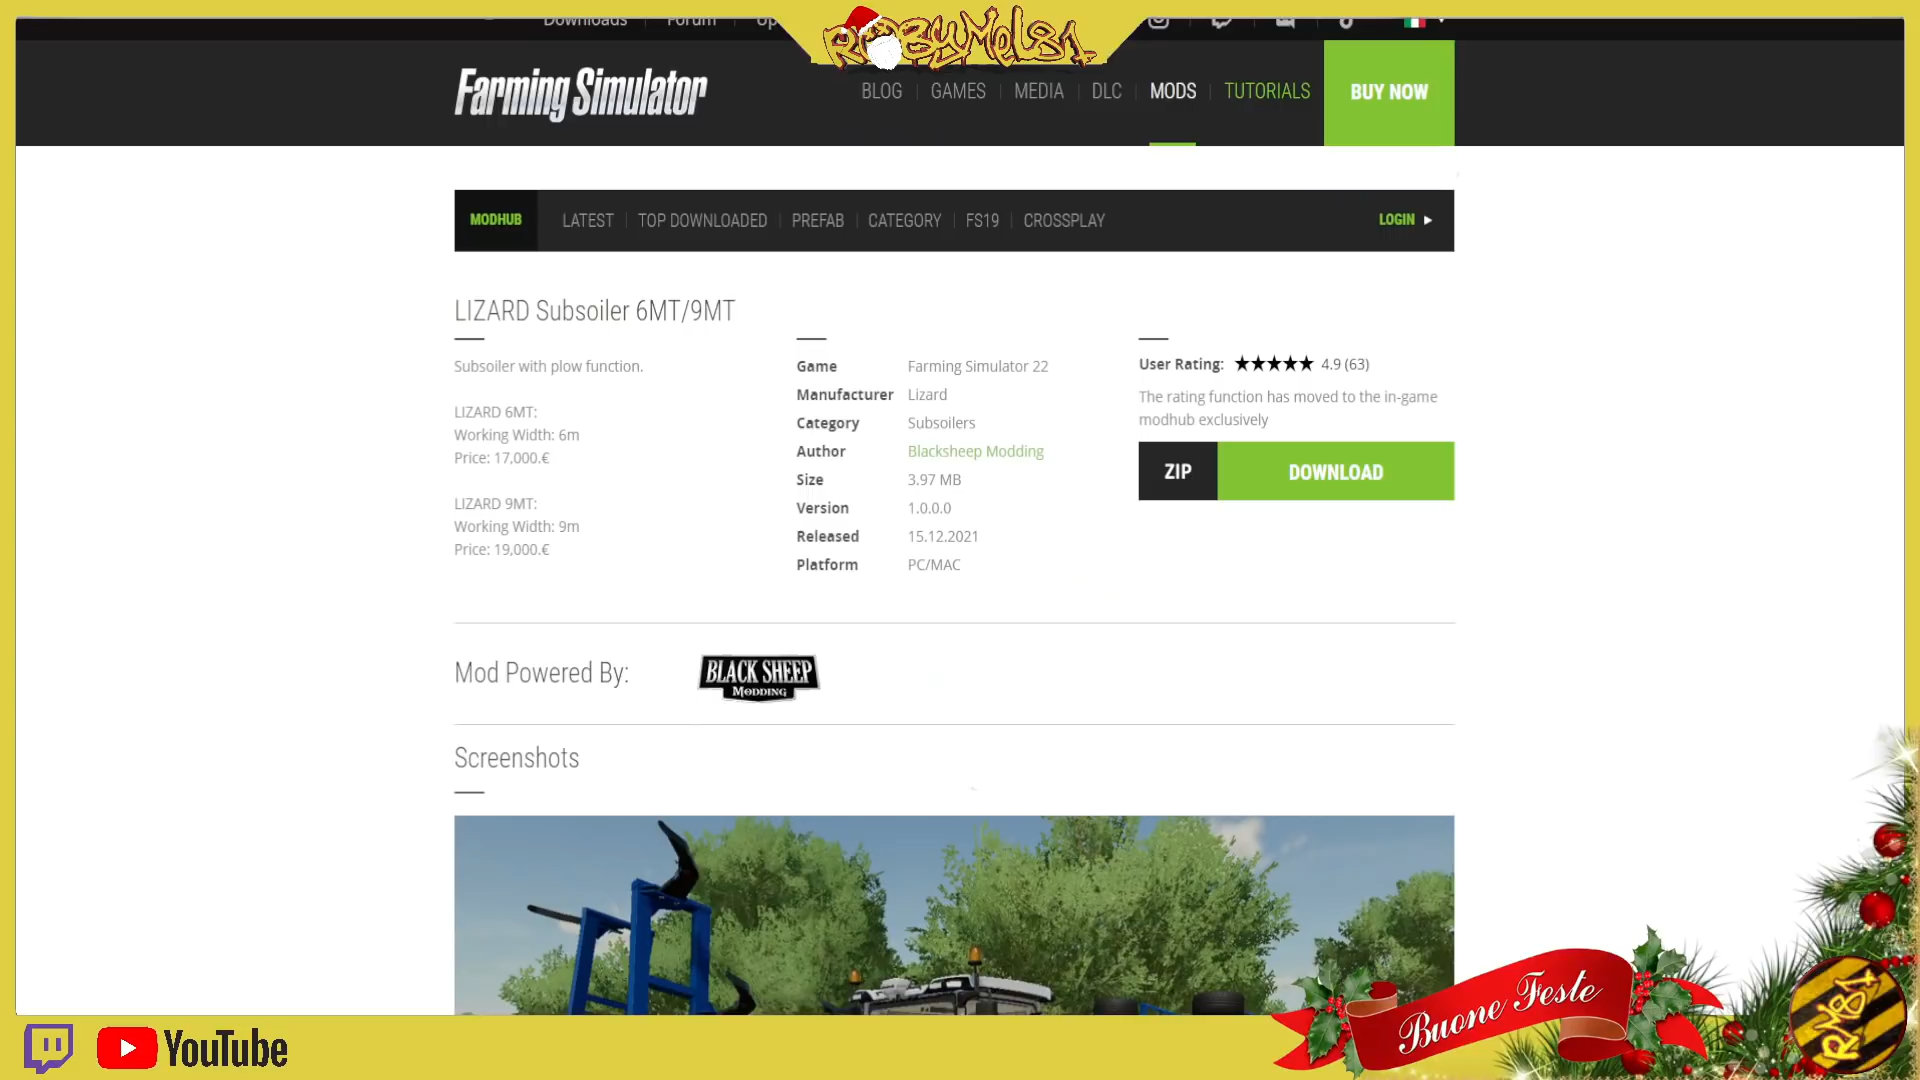 Downloads
Forum
RobyMel81
Farming Simulator
BLOG
GAMES
MEDIA
DLC
MODS
TUTORIALS
BUY NOW
MODHUB
LATEST
TOP DOWNLOADED
PREFAB
CATEGORY
FS19
CROSSPLAY
LOGIN
LIZARD Subsoiler 6MT/9MT
Subsoiler with plow function.
LIZARD 6MT:
Working Width: 6m
Price: 17,000.€
LIZARD 9MT:
Working Width: 9m
Price: 19,000.€
Game Farming Simulator 22
Manufacturer Lizard
Category Subsoilers
Author Blacksheep Modding
Size 3.97 MB
Version 1.0.0.0
Released 15.12.2021
Platform PC/MAC
User Rating: 4.9 (63)
The rating function has moved to the in-game
modhub exclusively
ZIP
DOWNLOAD
Mod Powered By:
BLACK SHEEP
MODDING
Screenshots
Buone Feste
RM81
YouTube